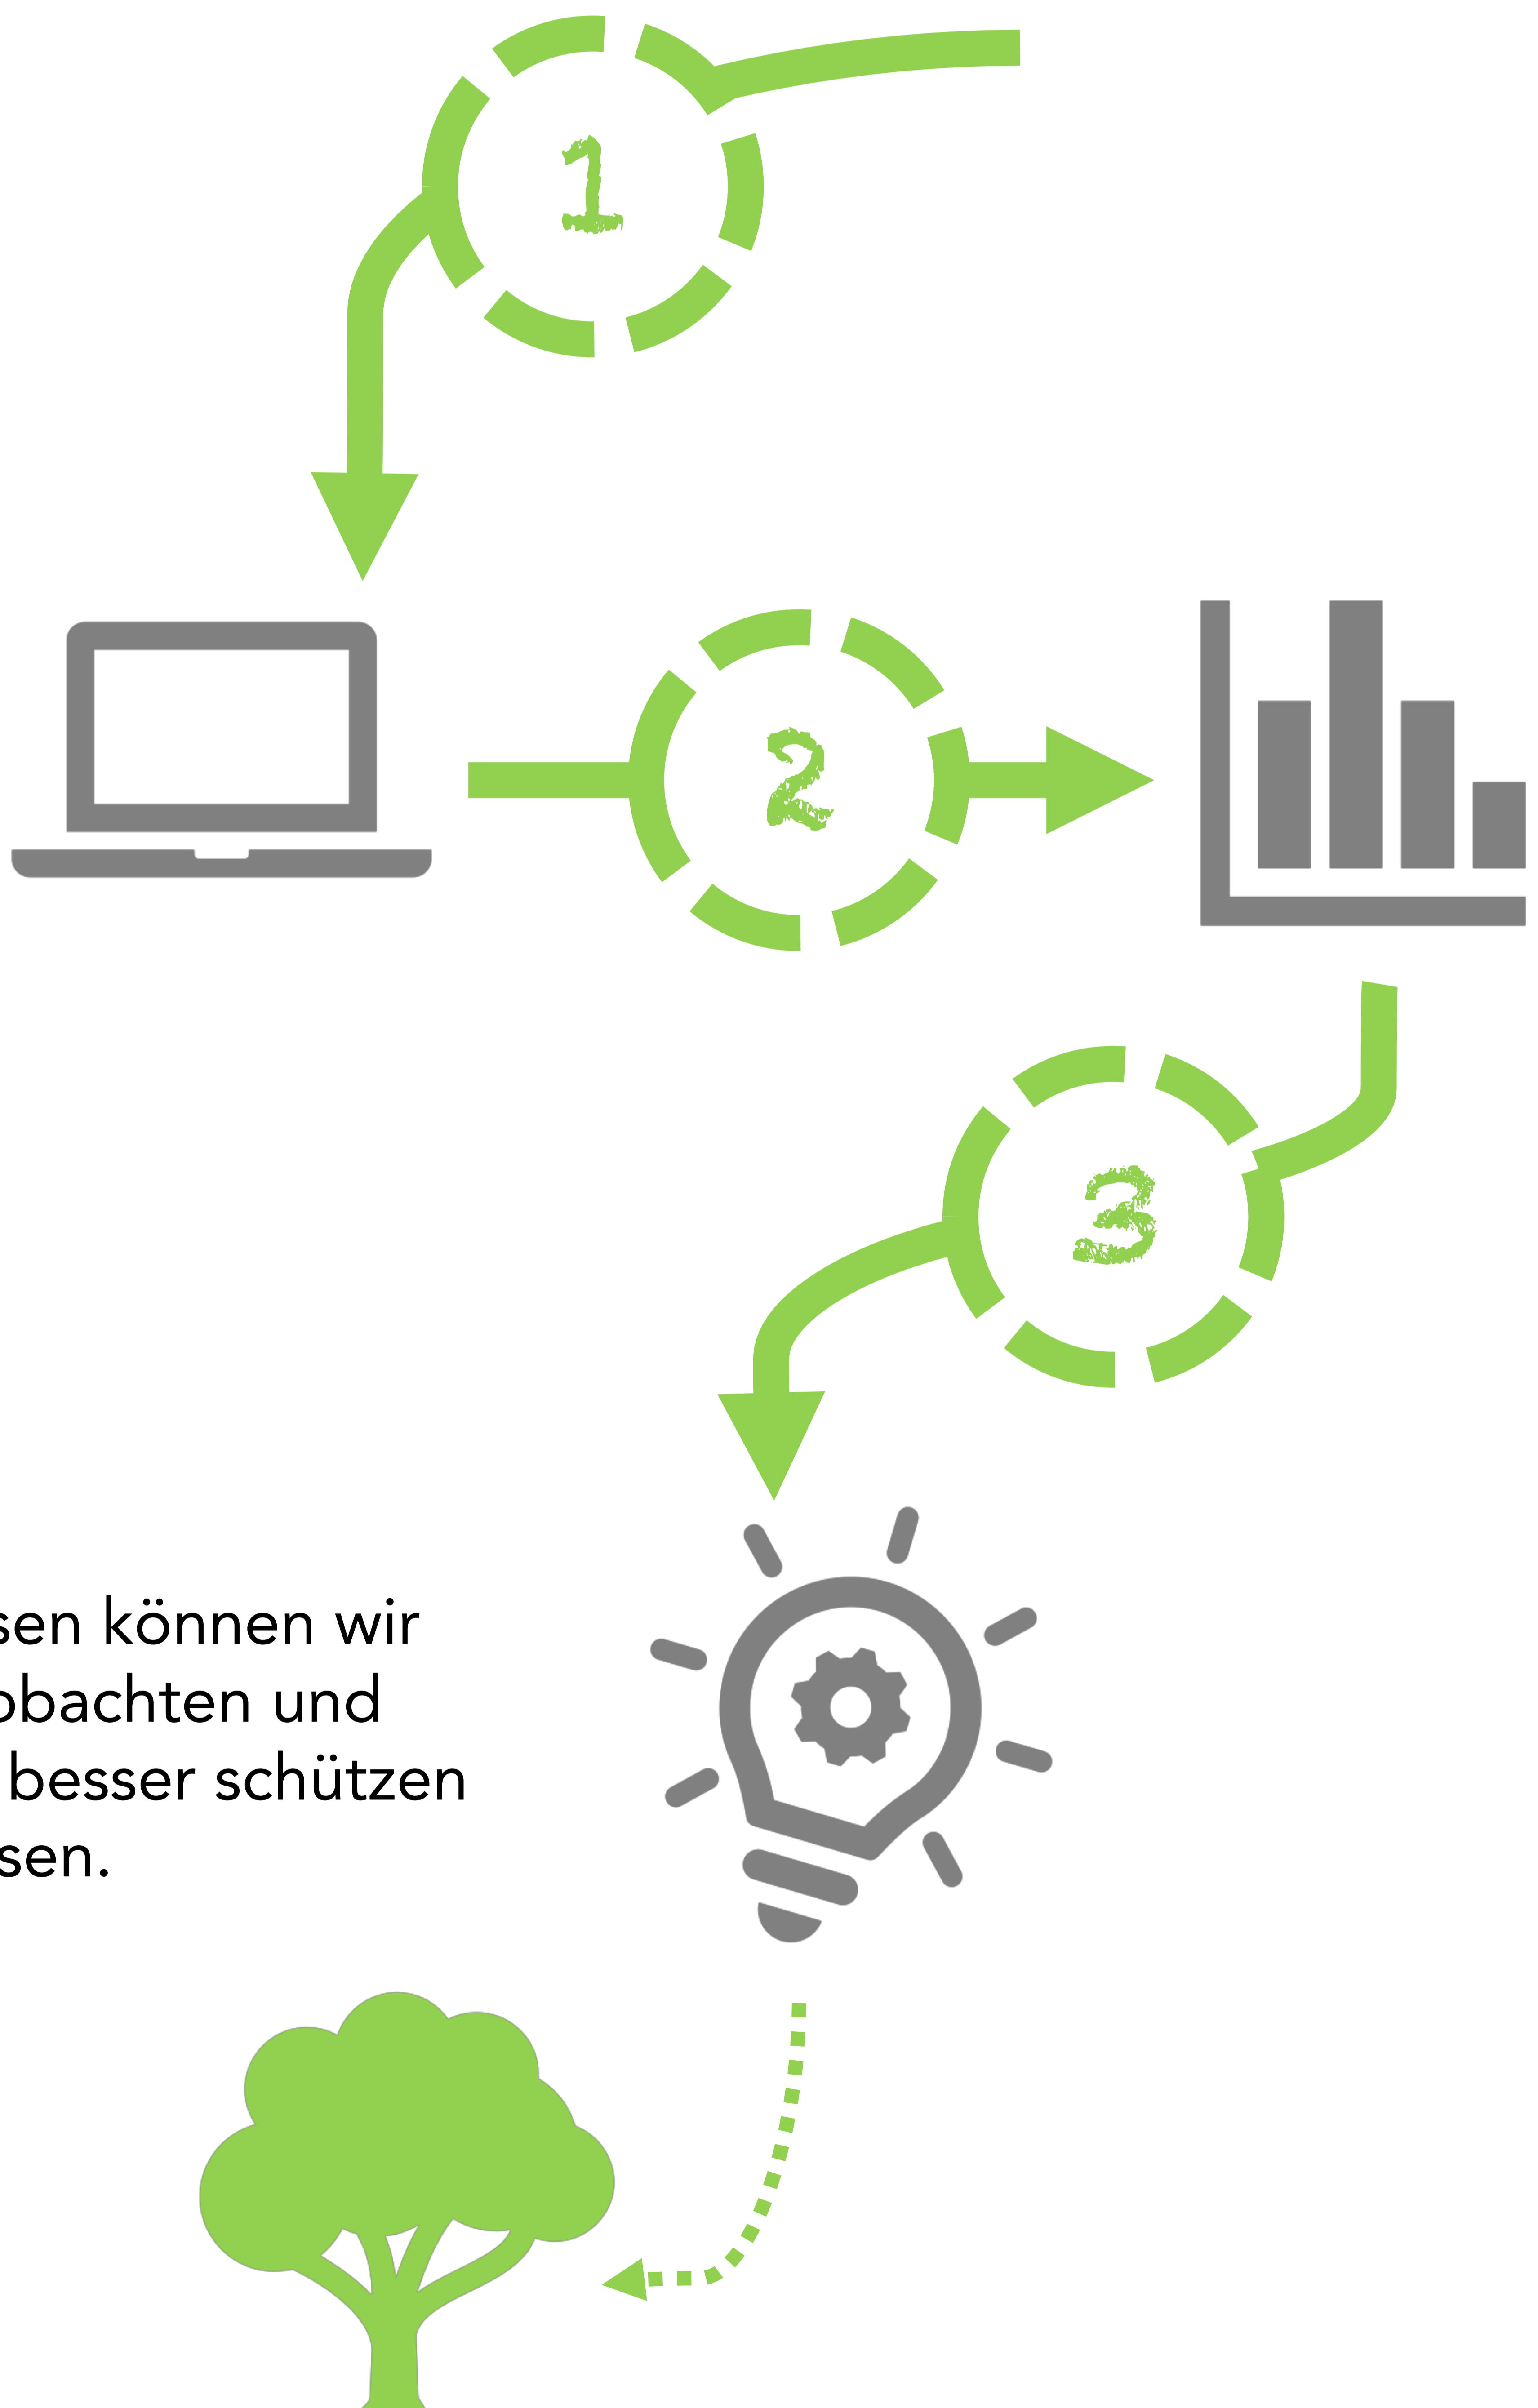 1
2
3
sen können wir
obachten und
besser schützen
sen.